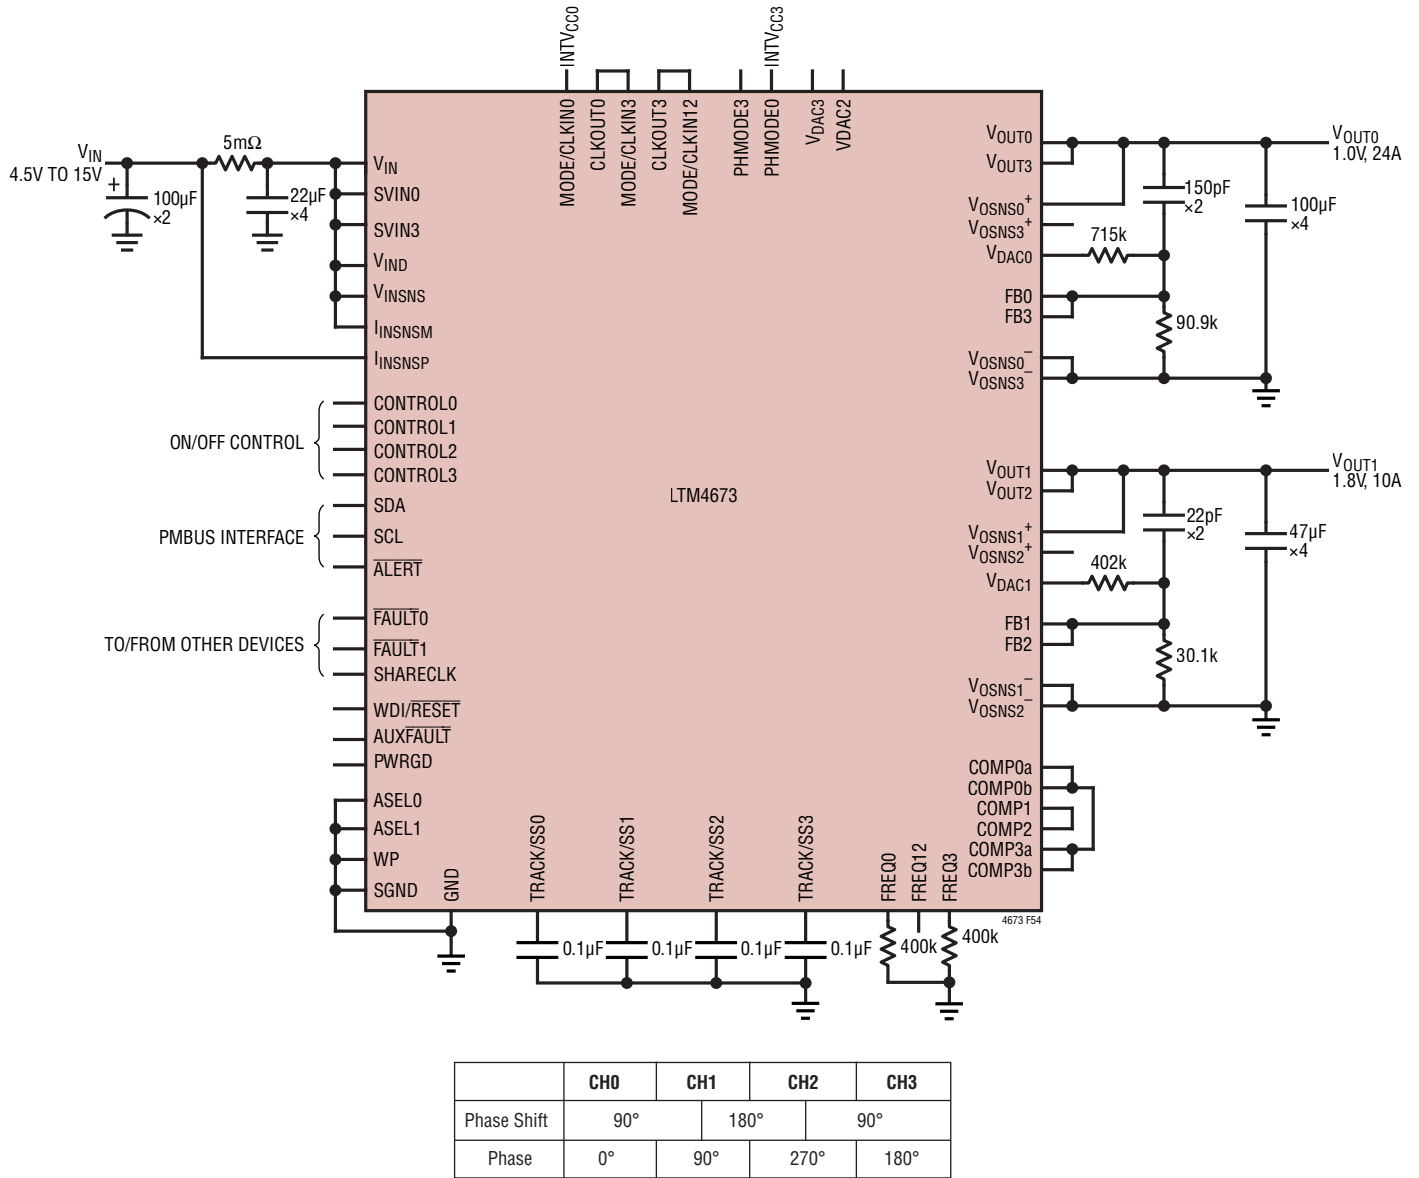 INTVCC0
INTVCC3
MODE/CLKIN0
CLKOUT0
MODE/CLKIN3
CLKOUT3
MODE/CLKIN12
PHMODE3
PHMODE0
VDAC3
VDAC2
VIN
4.5V TO 15V
+
100µF
×2
5mΩ
22µF
×4
VIN
SVIN0
SVIN3
VIND
VINSNS
IINSNSM
IINSNSP
ON/OFF CONTROL
CONTROL0
CONTROL1
CONTROL2
CONTROL3
PMBUS INTERFACE
SDA
SCL
ALERT
TO/FROM OTHER DEVICES
FAULT0
FAULT1
SHARECLK
WDI/RESET
AUXFAULT
PWRGD
ASEL0
ASEL1
WP
SGND
GND
LTM4673
VOUT0
VOUT3
VOSNS0+
VOSNS3+
VDAC0
FB0
FB3
VOSNS0–
VOSNS3–
715k
150pF
×2
90.9k
100µF
×4
VOUT0
1.0V, 24A
VOUT1
VOUT2
VOSNS1+
VOSNS2+
VDAC1
FB1
FB2
VOSNS1–
VOSNS2–
402k
22pF
×2
30.1k
47µF
×4
VOUT1
1.8V, 10A
COMP0a
COMP0b
COMP1
COMP2
COMP3a
COMP3b
TRACK/SS0
TRACK/SS1
TRACK/SS2
TRACK/SS3
FREQ0
FREQ12
FREQ3
4673 F54
0.1µF
0.1µF
0.1µF
0.1µF
400k
400k
CH0 CH1 CH2 CH3
Phase Shift 90° 180° 90°
Phase 0° 90° 270° 180°